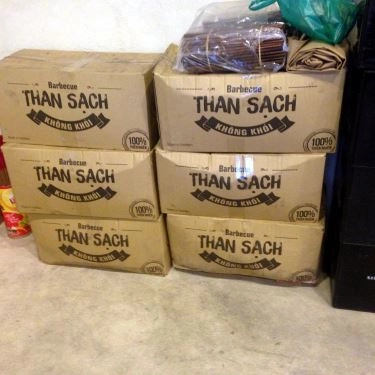 Barbecue
THAN SẠCH
KHÔNG KHÓI
Barbecue
THAN SẠCH
KHÔNG KHÓI
100%
Barbecue
THAN SẠCH
KHÔNG KHÓI
100%
Barbecue
THAN SẠCH
KHÔNG KHÓI
100%
Barbecue
THAN SẠCH
KHÔNG KHÓI
100%
Barbecue
THAN SẠCH
KHÔNG KHÓI
100%